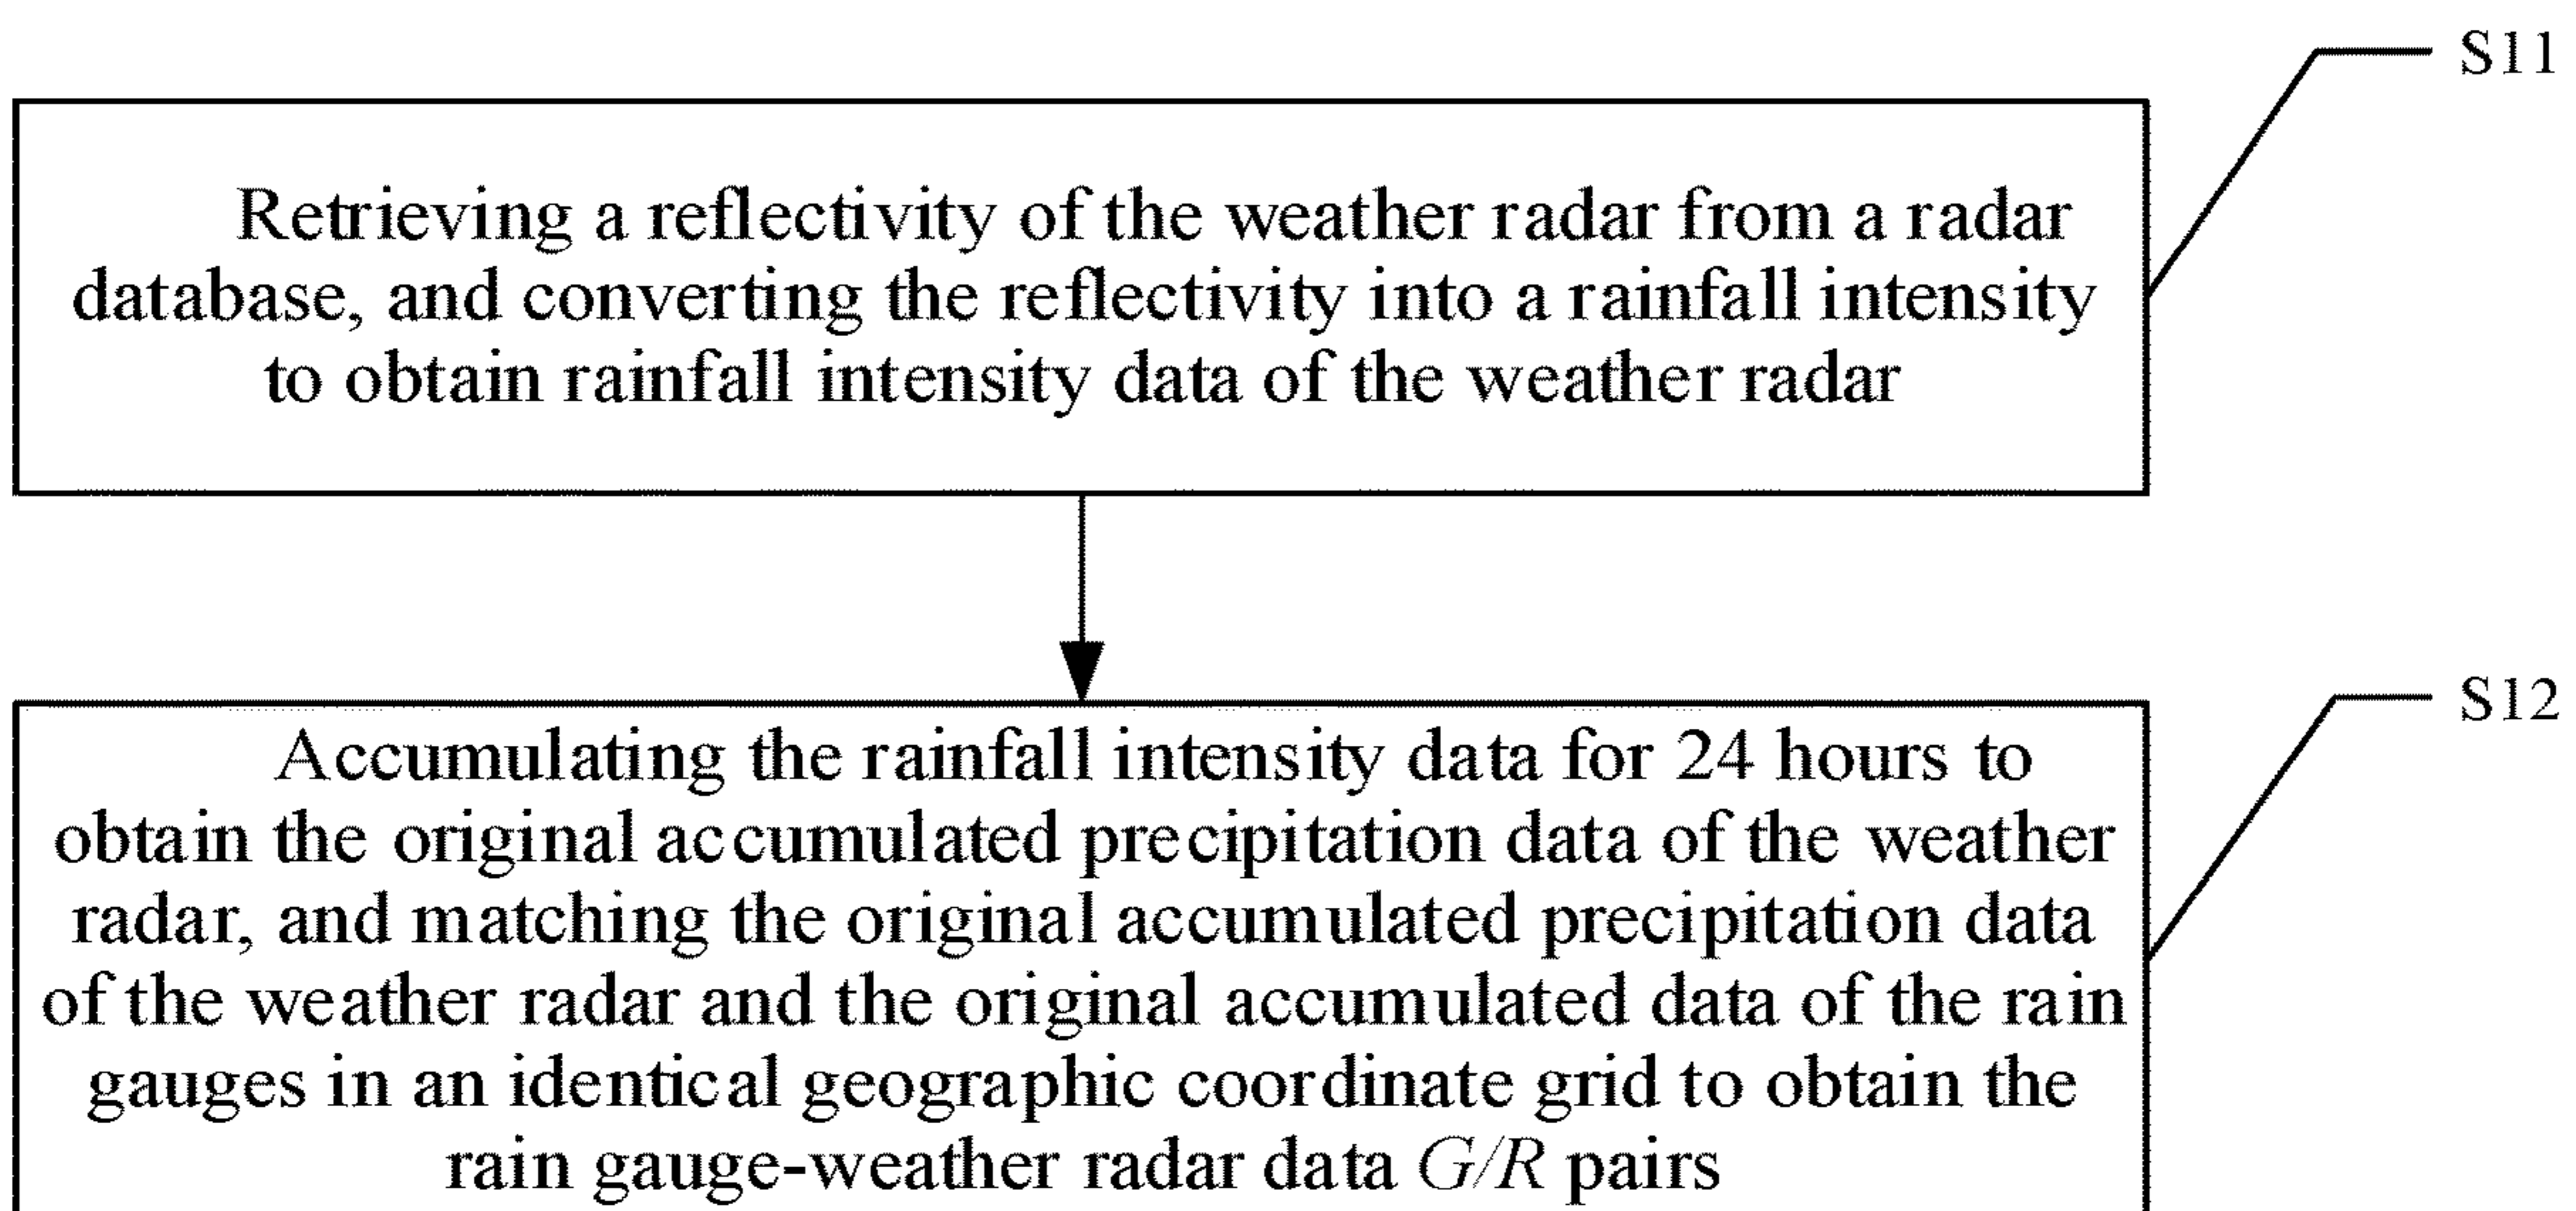 S11
Retrieving a reflectivity of the weather radar from a radar
database, and converting the reflectivity into a rainfall intensity
to obtain rainfall intensity data of the weather radar
S12
Accumulating the rainfall intensity data for 24 hours to
obtain the original accumulated precipitation data of the weather
radar, and matching the original accumulated precipitation data
of the weather radar and the original accumulated data of the rain
gauges in an identical geographic coordinate grid to obtain the
rain gauge-weather radar data G/R pairs